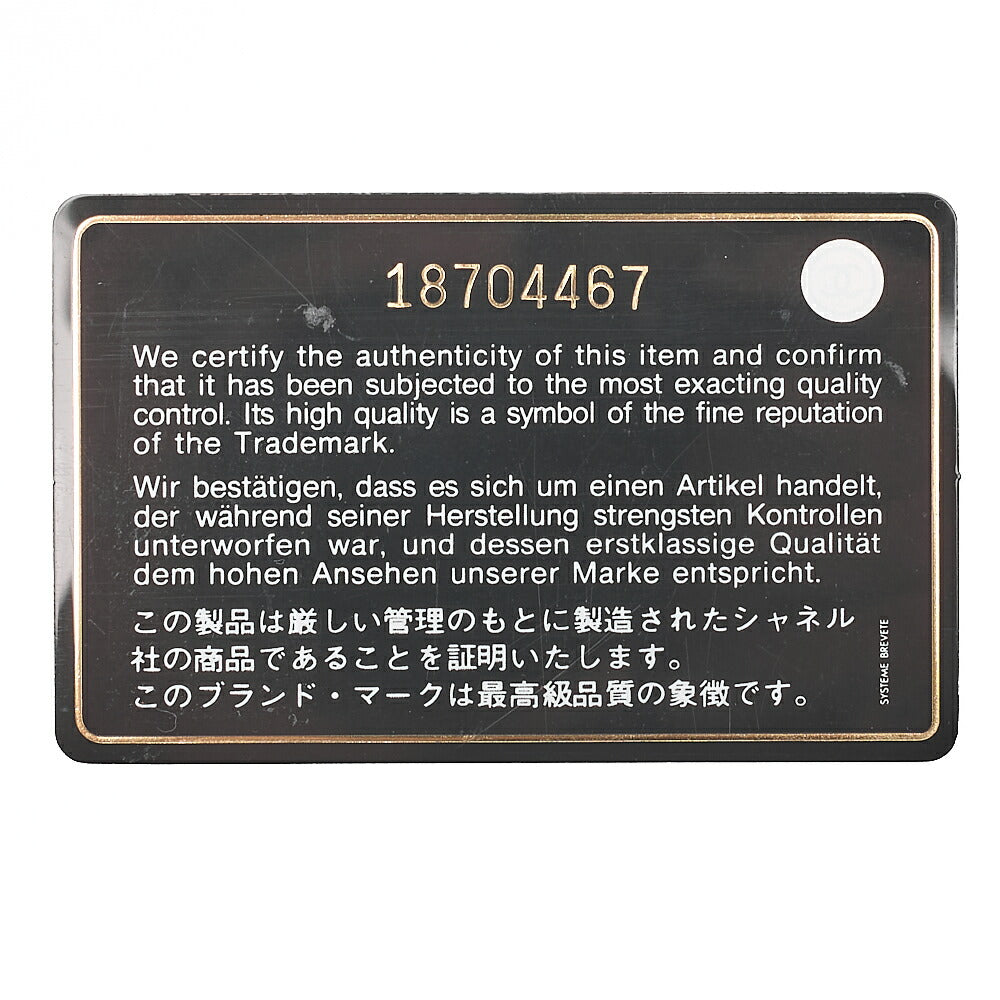 18704467
We certify the authenticity of this item and confirm
that it has been subjected to the most exacting quality
control. Its high quality is a symbol of the fine reputation
of the Trademark.
Wir bestätigen, dass es sich um einen Artikel handelt,
der während seiner Herstellung strengsten Kontrollen
unterworfen war, und dessen erstklassige Qualität
dem hohen Ansehen unserer Marke entspricht.
この製品は厳しい管理のもとに製造されたシャネル
社の商品であることを証明いたします。
このブランド・マークは最高級品質の象徴です。
SYSTEME BREVETE